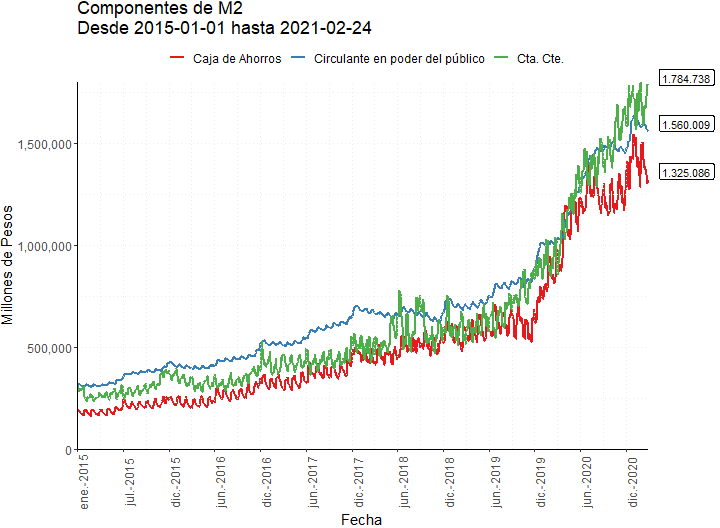 Componentes de M2
Desde 2015-01-01 hasta 2021-02-24
Caja de Ahorros Circulante en poder del público Cta. Cte.
1.784.738
1.560.009
1.325.086
Millones de Pesos
1,500,000
1,000,000
500,000
0
ene.-2015
jul.-2015
dic.-2015
jun.-2016
dic.-2016
jun.-2017
dic.-2017
jun.-2018
dic.-2018
jun.-2019
dic.-2019
jun.-2020
dic.-2020
Fecha